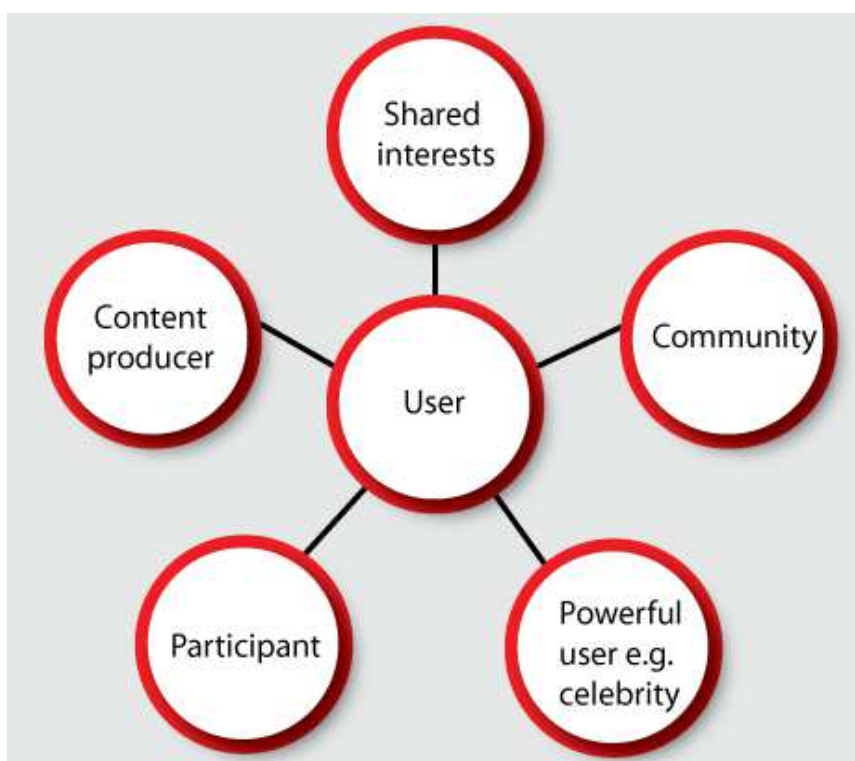 Shared
interests
Content
producer
Community
User
Participant
Powerful
user e.g.
celebrity